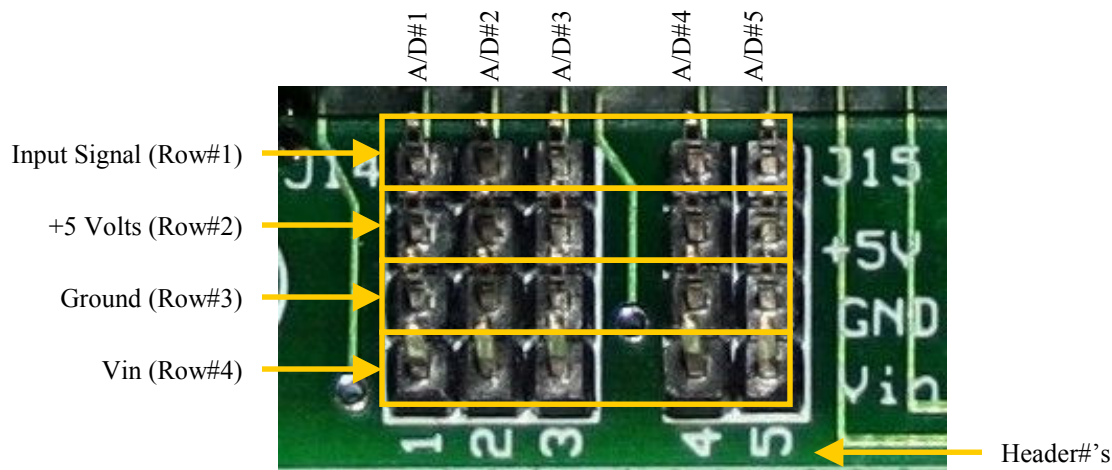 A/D#1 A/D#2 A/D#3 A/D#4 A/D#5
Input Signal (Row#1)
J14 J15
+5 Volts (Row#2)
+5V
Ground (Row#3)
GND
Vin (Row#4)
Vin
1 2 3 4 5
Header#'s